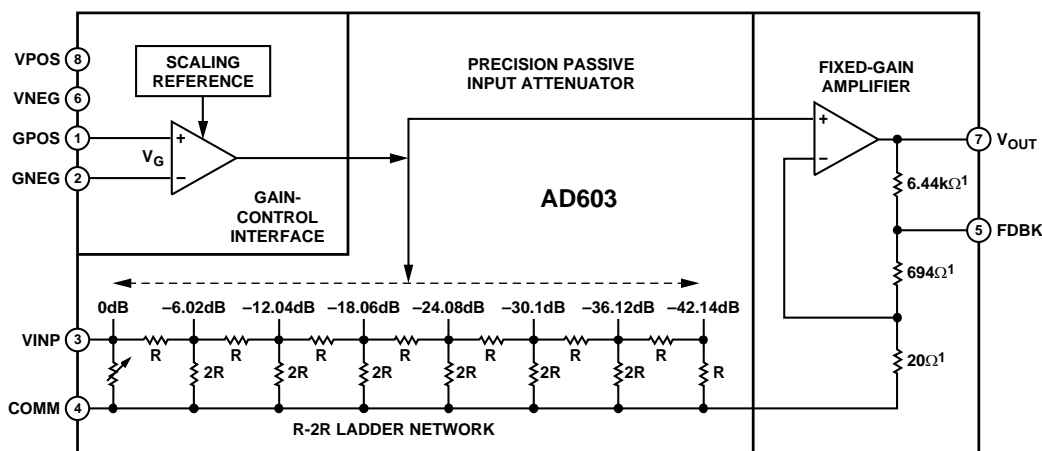 VPOS 8
VNEG 6
GPOS 1
GNEG 2
SCALING
REFERENCE
+
V_G
−
GAIN-
CONTROL
INTERFACE
PRECISION PASSIVE
INPUT ATTENUATOR
AD603
FIXED-GAIN
AMPLIFIER
+
−
7 V_OUT
6.44kΩ¹
5 FDBK
694Ω¹
20Ω¹
0dB −6.02dB −12.04dB −18.06dB −24.08dB −30.1dB −36.12dB −42.14dB
VINP 3
R R R R R R R
2R 2R 2R 2R 2R 2R R
COMM 4
R-2R LADDER NETWORK